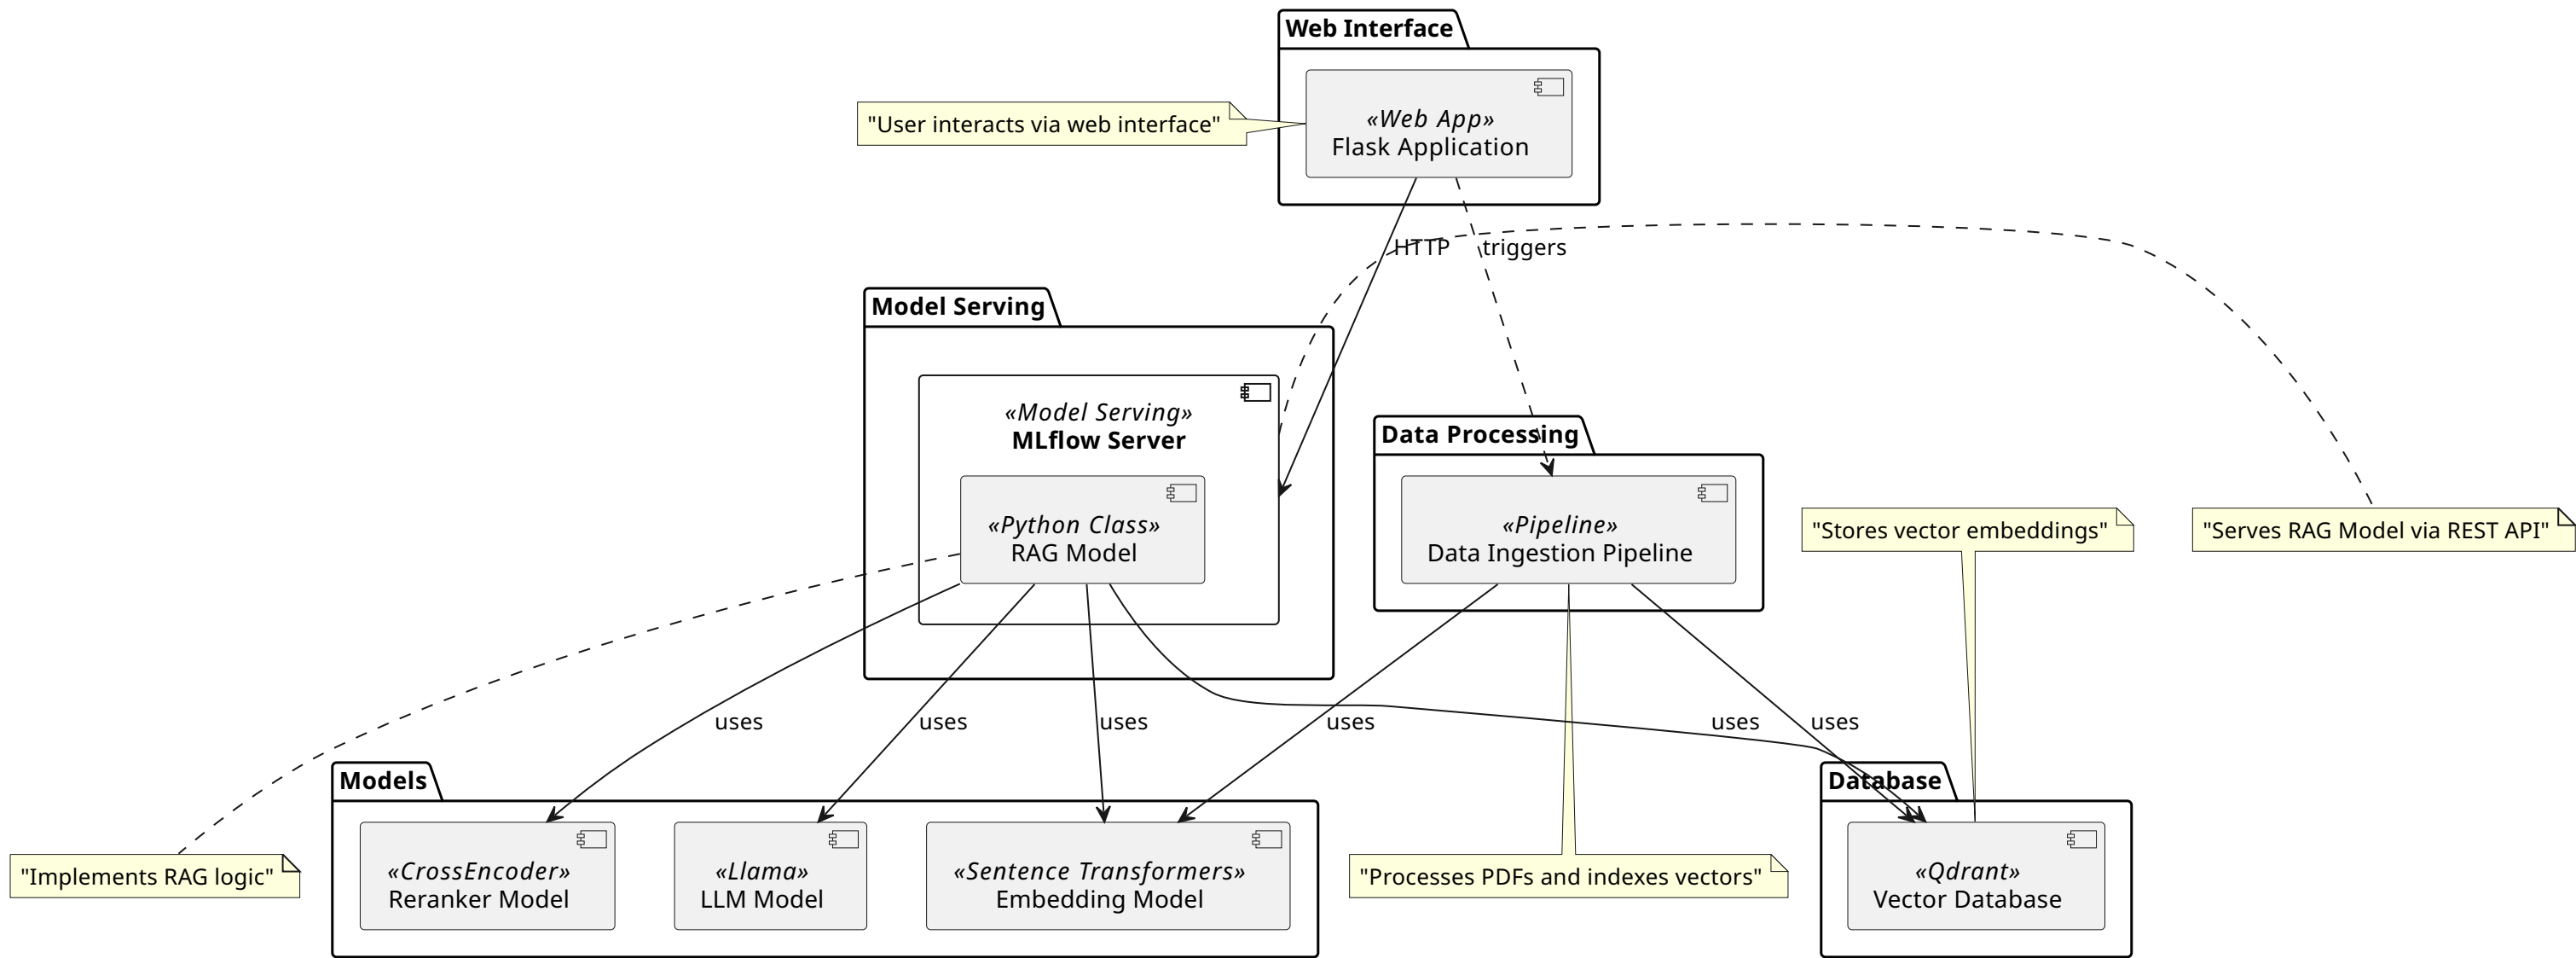 Web Interface
«Web App»
Flask Application
"User interacts via web interface"
HTTP
triggers
Model Serving
«Model Serving»
MLflow Server
«Python Class»
RAG Model
Data Processing
«Pipeline»
Data Ingestion Pipeline
"Stores vector embeddings"
"Serves RAG Model via REST API"
uses
uses
uses
uses
uses
uses
Models
«CrossEncoder»
Reranker Model
«Llama»
LLM Model
«Sentence Transformers»
Embedding Model
"Implements RAG logic"
"Processes PDFs and indexes vectors"
Database
«Qdrant»
Vector Database